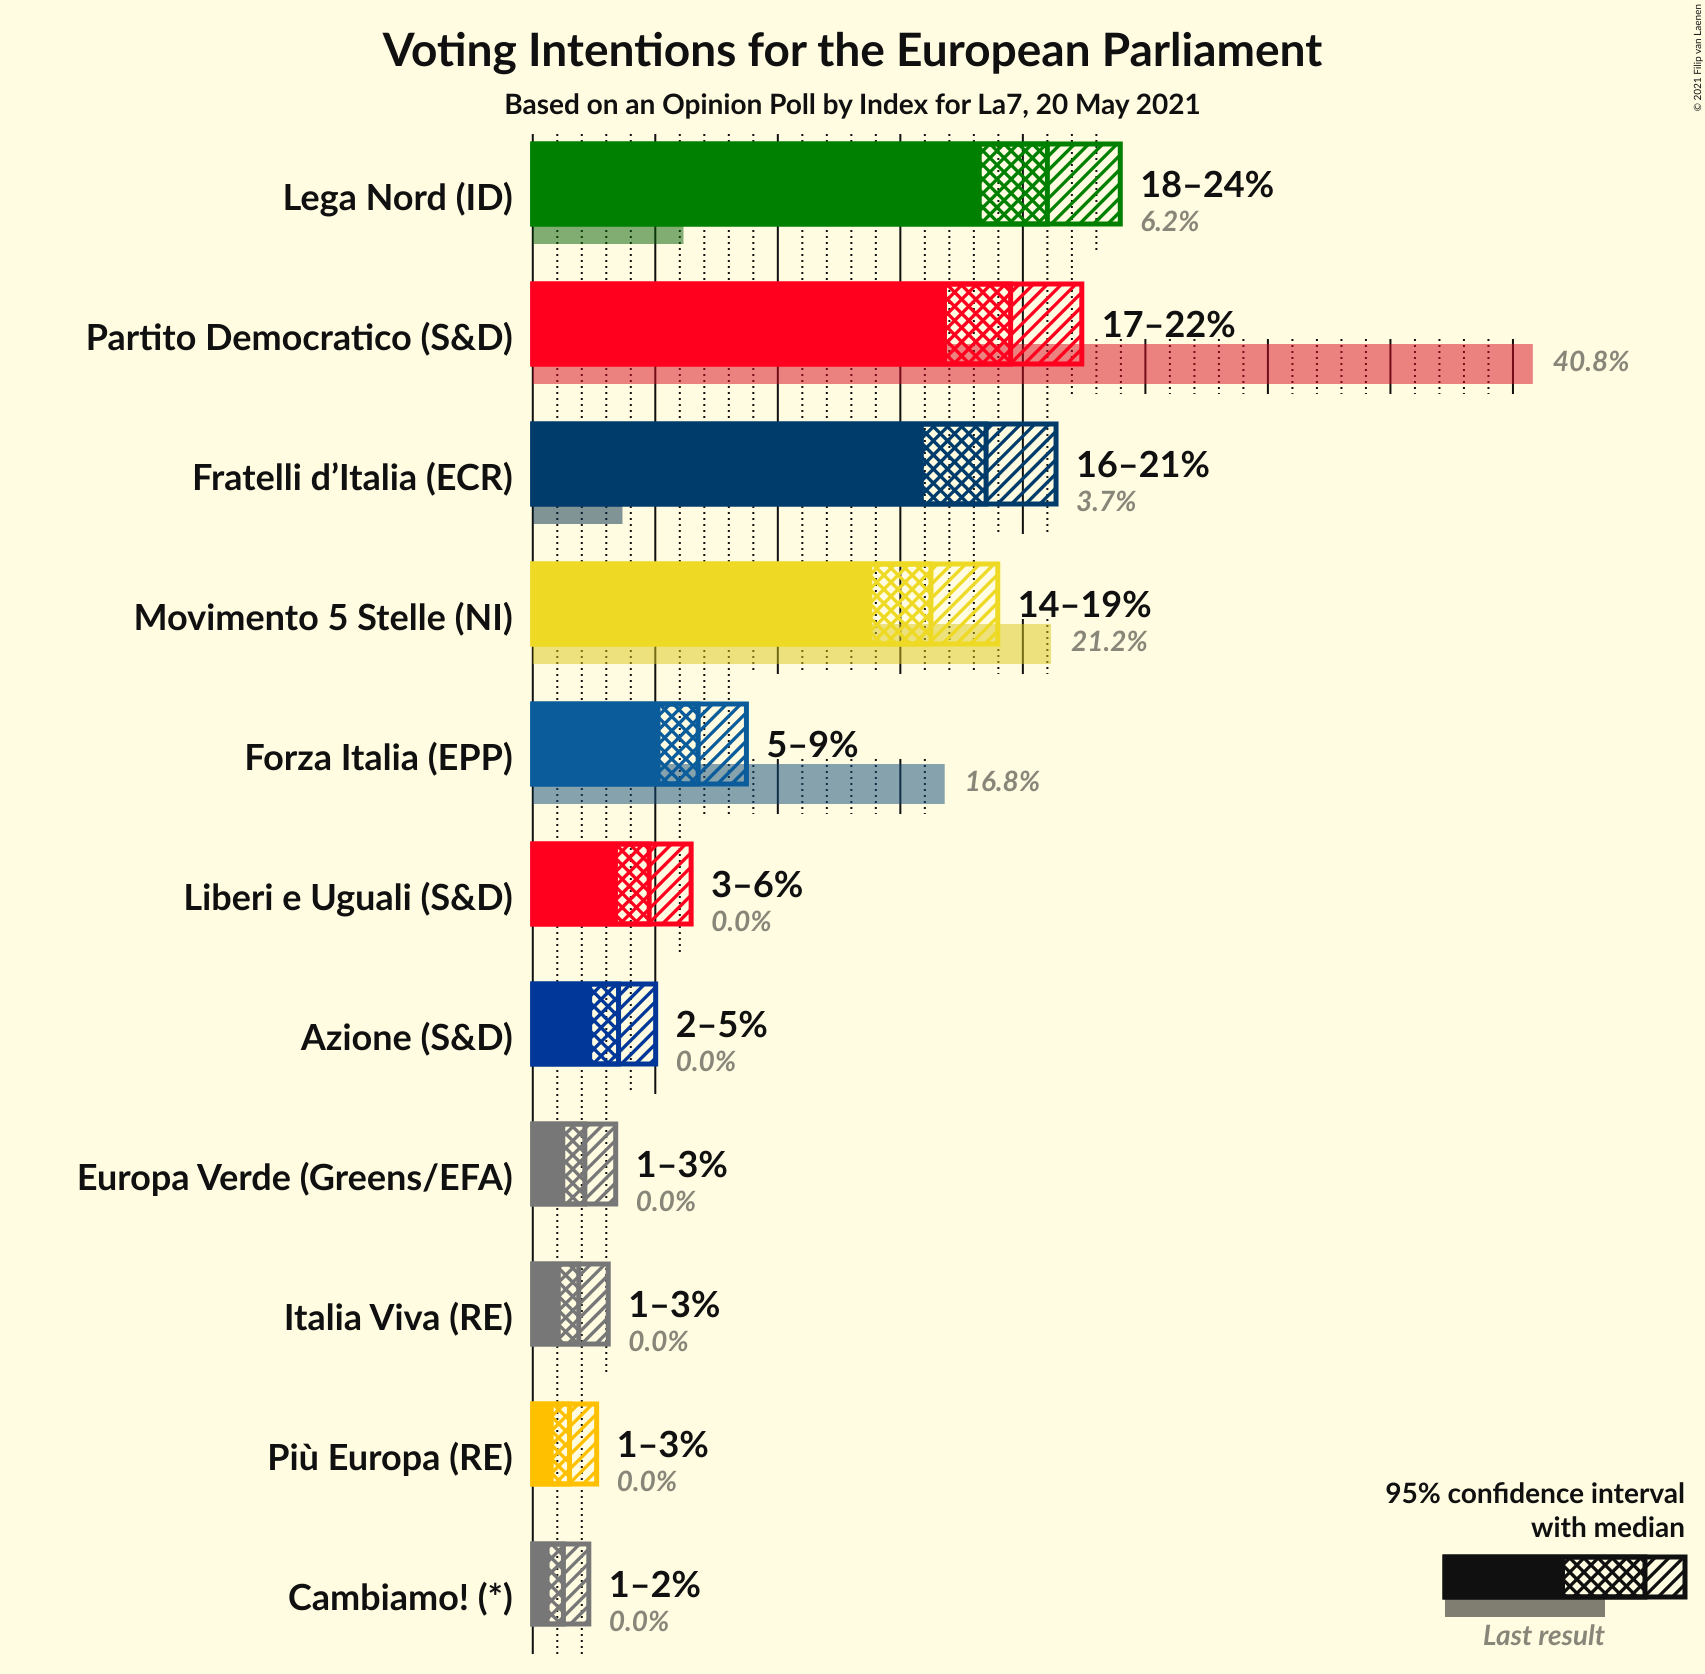 Voting Intentions for the European Parliament
Based on an Opinion Poll by Index for La7, 20 May 2021
© 2021 Filip van Laenen
Lega Nord (ID)
18–24%
6.2%
Partito Democratico (S&D)
17–22%
40.8%
Fratelli d’Italia (ECR)
16–21%
3.7%
Movimento 5 Stelle (NI)
14–19%
21.2%
Forza Italia (EPP)
5–9%
16.8%
Liberi e Uguali (S&D)
3–6%
0.0%
Azione (S&D)
2–5%
0.0%
Europa Verde (Greens/EFA)
1–3%
0.0%
Italia Viva (RE)
1–3%
0.0%
Più Europa (RE)
1–3%
0.0%
Cambiamo! (*)
1–2%
0.0%
95% confidence interval
with median
Last result